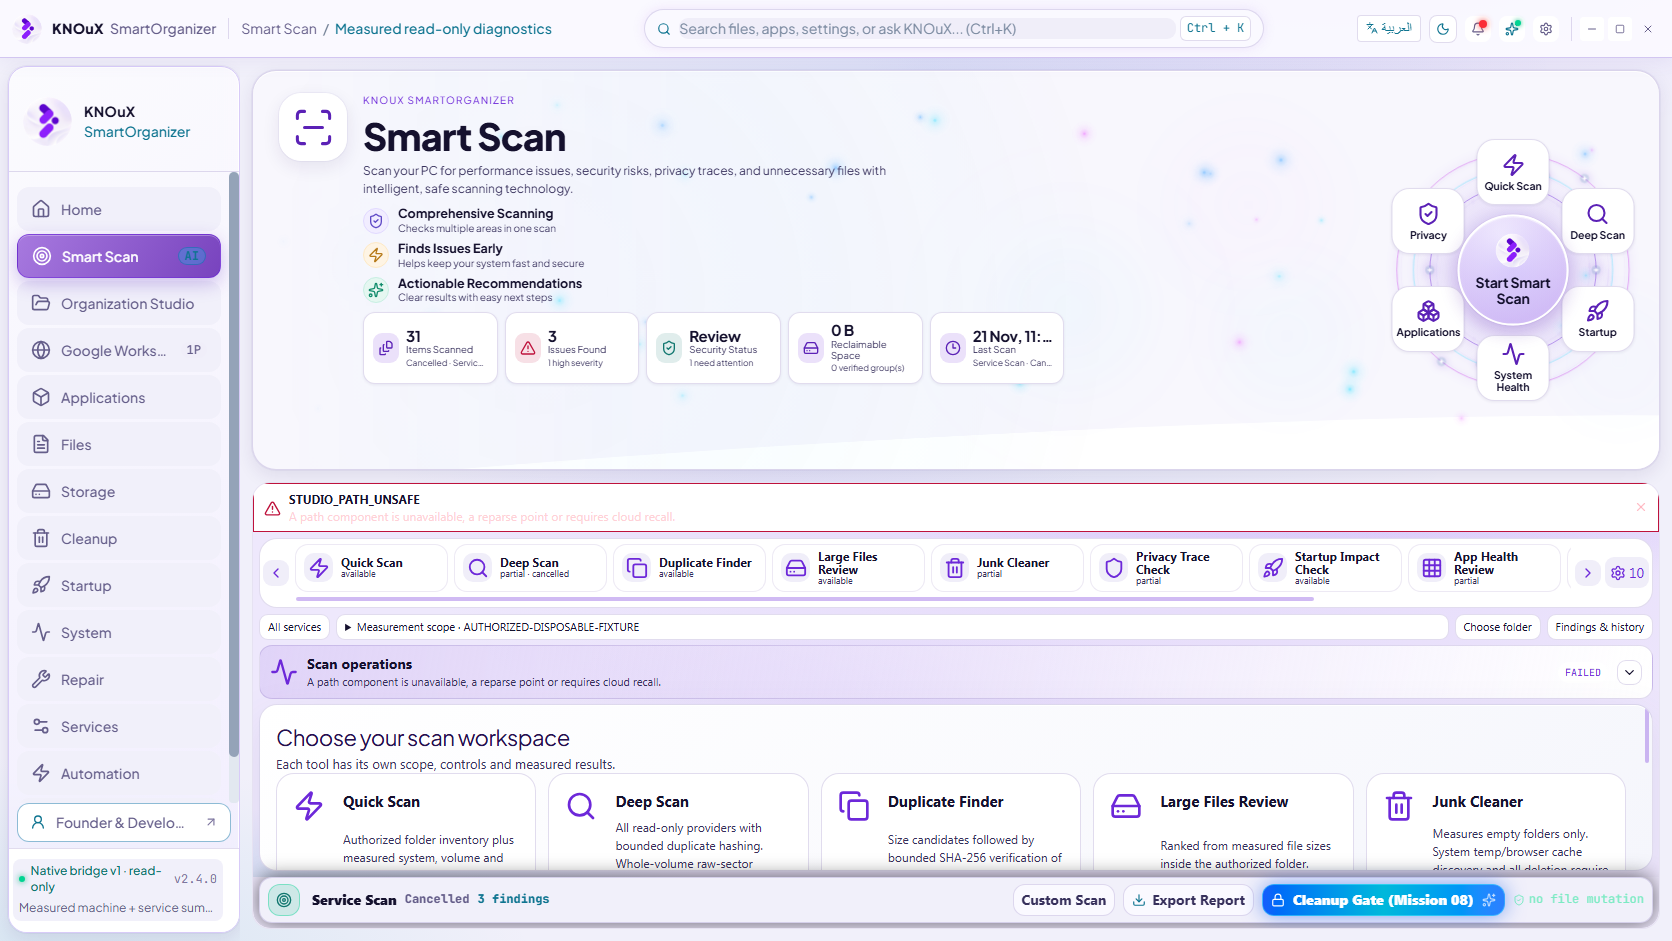 KNOuX SmartOrganizer
Smart Scan / Measured read-only diagnostics
Search files, apps, settings, or ask KNOuX... (Ctrl+K)
Ctrl + K
العربية
KNOuX
SmartOrganizer
Home
Smart Scan AI
Organization Studio
Google Works... 1P
Applications
Files
Storage
Cleanup
Startup
System
Repair
Services
Automation
Founder & Develo...
Native bridge v1 · read-only
v2.4.0
Measured machine + service sum...
KNOUX SMARTORGANIZER
Smart Scan
Scan your PC for performance issues, security risks, privacy traces, and unnecessary files with
intelligent, safe scanning technology.
Comprehensive Scanning
Checks multiple areas in one scan
Finds Issues Early
Helps keep your system fast and secure
Actionable Recommendations
Clear results with easy next steps
31
Items Scanned
Cancelled · Servic...
3
Issues Found
1 high severity
Review
Security Status
1 need attention
0 B
Reclaimable
Space
0 verified group(s)
21 Nov, 11:...
Last Scan
Service Scan · Can...
Quick Scan
Privacy
Deep Scan
Start Smart
Scan
Applications
Startup
System
Health
STUDIO_PATH_UNSAFE
A path component is unavailable, a reparse point or requires cloud recall.
Quick Scan
available
Deep Scan
partial · cancelled
Duplicate Finder
available
Large Files
Review
available
Junk Cleaner
partial
Privacy Trace
Check
partial
Startup Impact
Check
available
App Health
Review
partial
10
All services
▶ Measurement scope · AUTHORIZED-DISPOSABLE-FIXTURE
Choose folder
Findings & history
Scan operations
A path component is unavailable, a reparse point or requires cloud recall.
FAILED
Choose your scan workspace
Each tool has its own scope, controls and measured results.
Quick Scan
Authorized folder inventory plus
measured system, volume and
Deep Scan
All read-only providers with
bounded duplicate hashing.
Whole-volume raw-sector
Duplicate Finder
Size candidates followed by
bounded SHA-256 verification of
Large Files Review
Ranked from measured file sizes
inside the authorized folder.
Junk Cleaner
Measures empty folders only.
System temp/browser cache
discovery and all deletion require
Service Scan Cancelled 3 findings
Custom Scan
Export Report
Cleanup Gate (Mission 08)
no file mutation